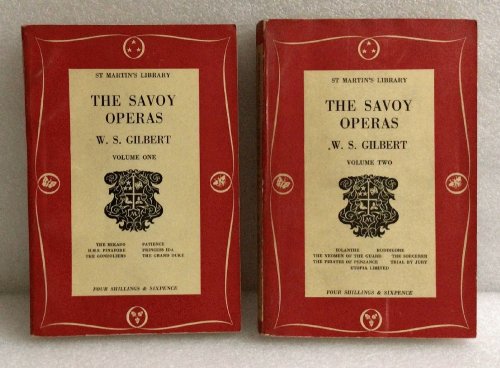 ST MARTIN'S LIBRARY
THE SAVOY
OPERAS
W. S. GILBERT
VOLUME ONE
THE MIKADO PATIENCE
H.M.S. PINAFORE PRINCESS IDA
THE GONDOLIERS THE GRAND DUKE
FOUR SHILLINGS & SIXPENCE
ST MARTIN'S LIBRARY
THE SAVOY
OPERAS
W. S. GILBERT
VOLUME TWO
IOLANTHE RUDDIGORE
THE YEOMEN OF THE GUARD THE SORCERER
THE PIRATES OF PENZANCE TRIAL BY JURY
UTOPIA LIMITED
FOUR SHILLINGS & SIXPENCE